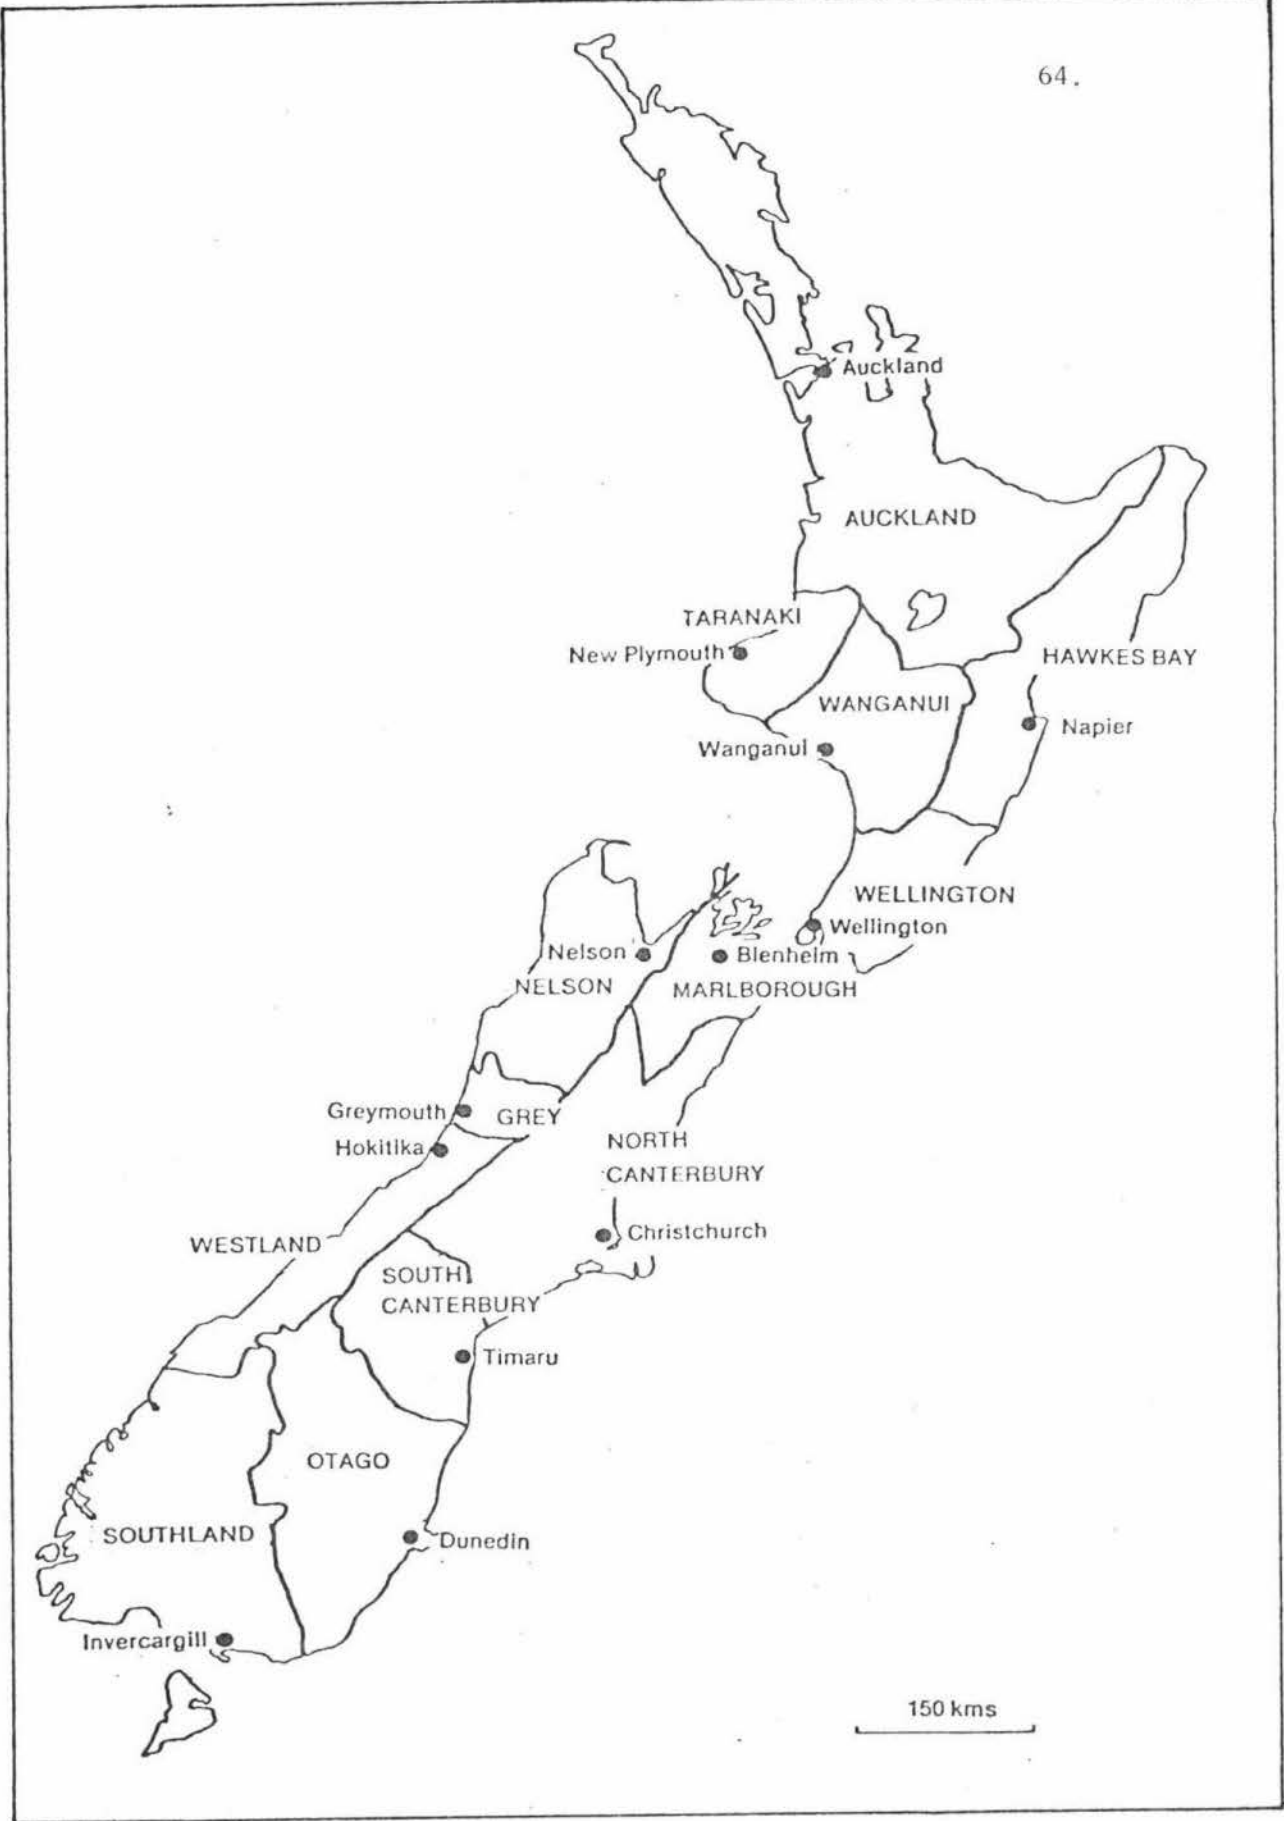 64.
Auckland
AUCKLAND
TARANAKI
New Plymouth
HAWKES BAY
WANGANUI
Napier
Wanganui
WELLINGTON
Wellington
Nelson
Blenheim
NELSON
MARLBOROUGH
Greymouth
GREY
Hokitika
NORTH
CANTERBURY
Christchurch
WESTLAND
SOUTH
CANTERBURY
Timaru
OTAGO
SOUTHLAND
Dunedin
Invercargill
150 kms